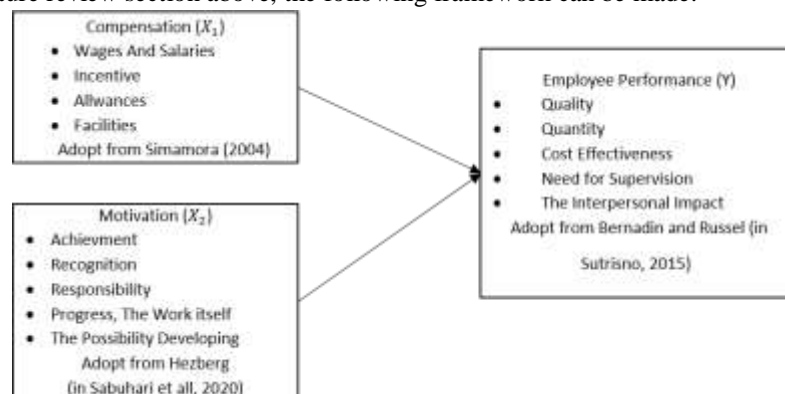 ture review section above, the following framework can be made:
Compensation (X₁)
• Wages And Salaries
• Incentive
• Allwances
• Facilities
Adopt from Simamora (2004)
Motivation (X₂)
• Achievment
• Recognition
• Responsibility
• Progress, The Work itself
• The Possibility Developing
Adopt from Hezberg
(in Sabuhari et all, 2020)
Employee Performance (Y)
• Quality
• Quantity
• Cost Effectiveness
• Need for Supervision
• The Interpersonal Impact
Adopt from Bernadin and Russel (in
Sutrisno, 2015)